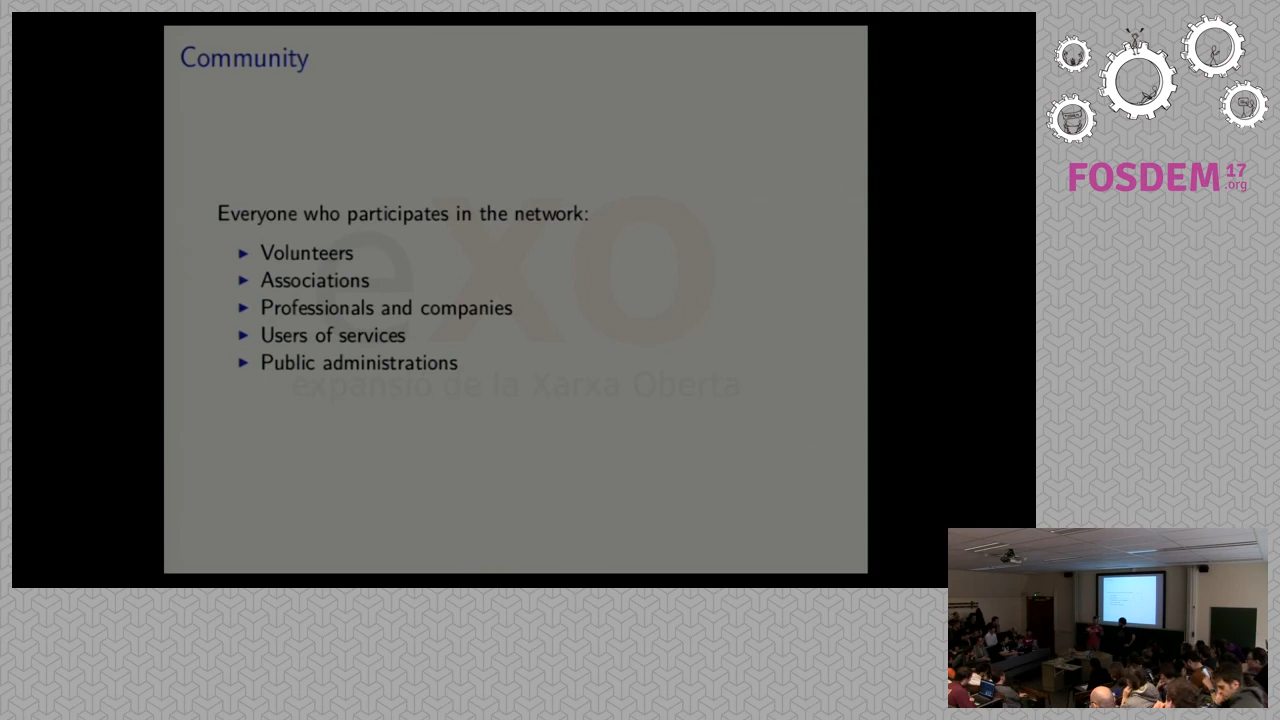 Community
Everyone who participates in the network:
Volunteers
Associations
Professionals and companies
Users of services
Public administrations
eXO
expansió de la Xarxa Oberta
FOSDEM 17
.org